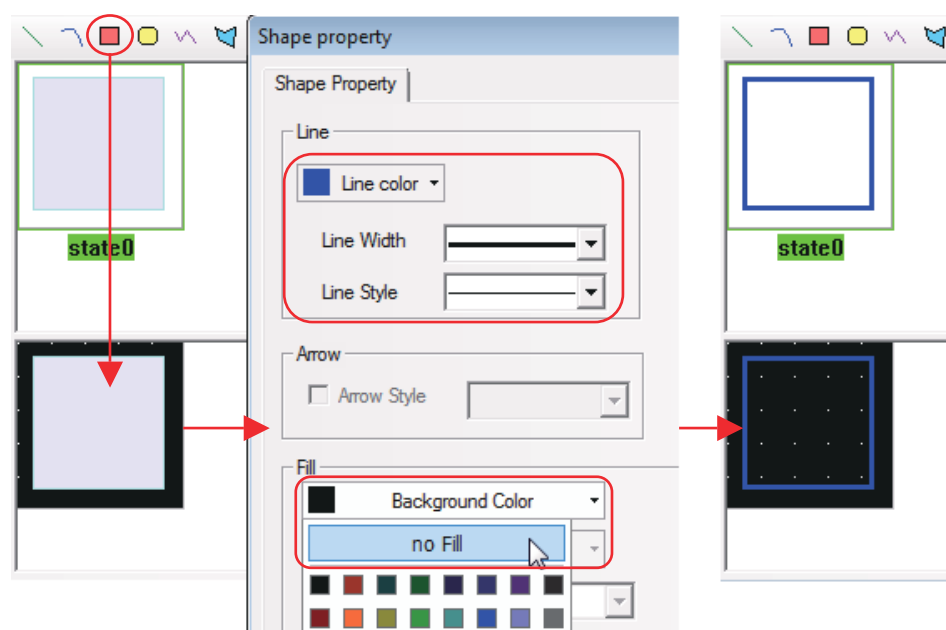 Shape property
Shape Property
Line
Line color
state0
Line Width
state0
Line Style
Arrow
Arrow Style
Fill
Background Color
no Fill